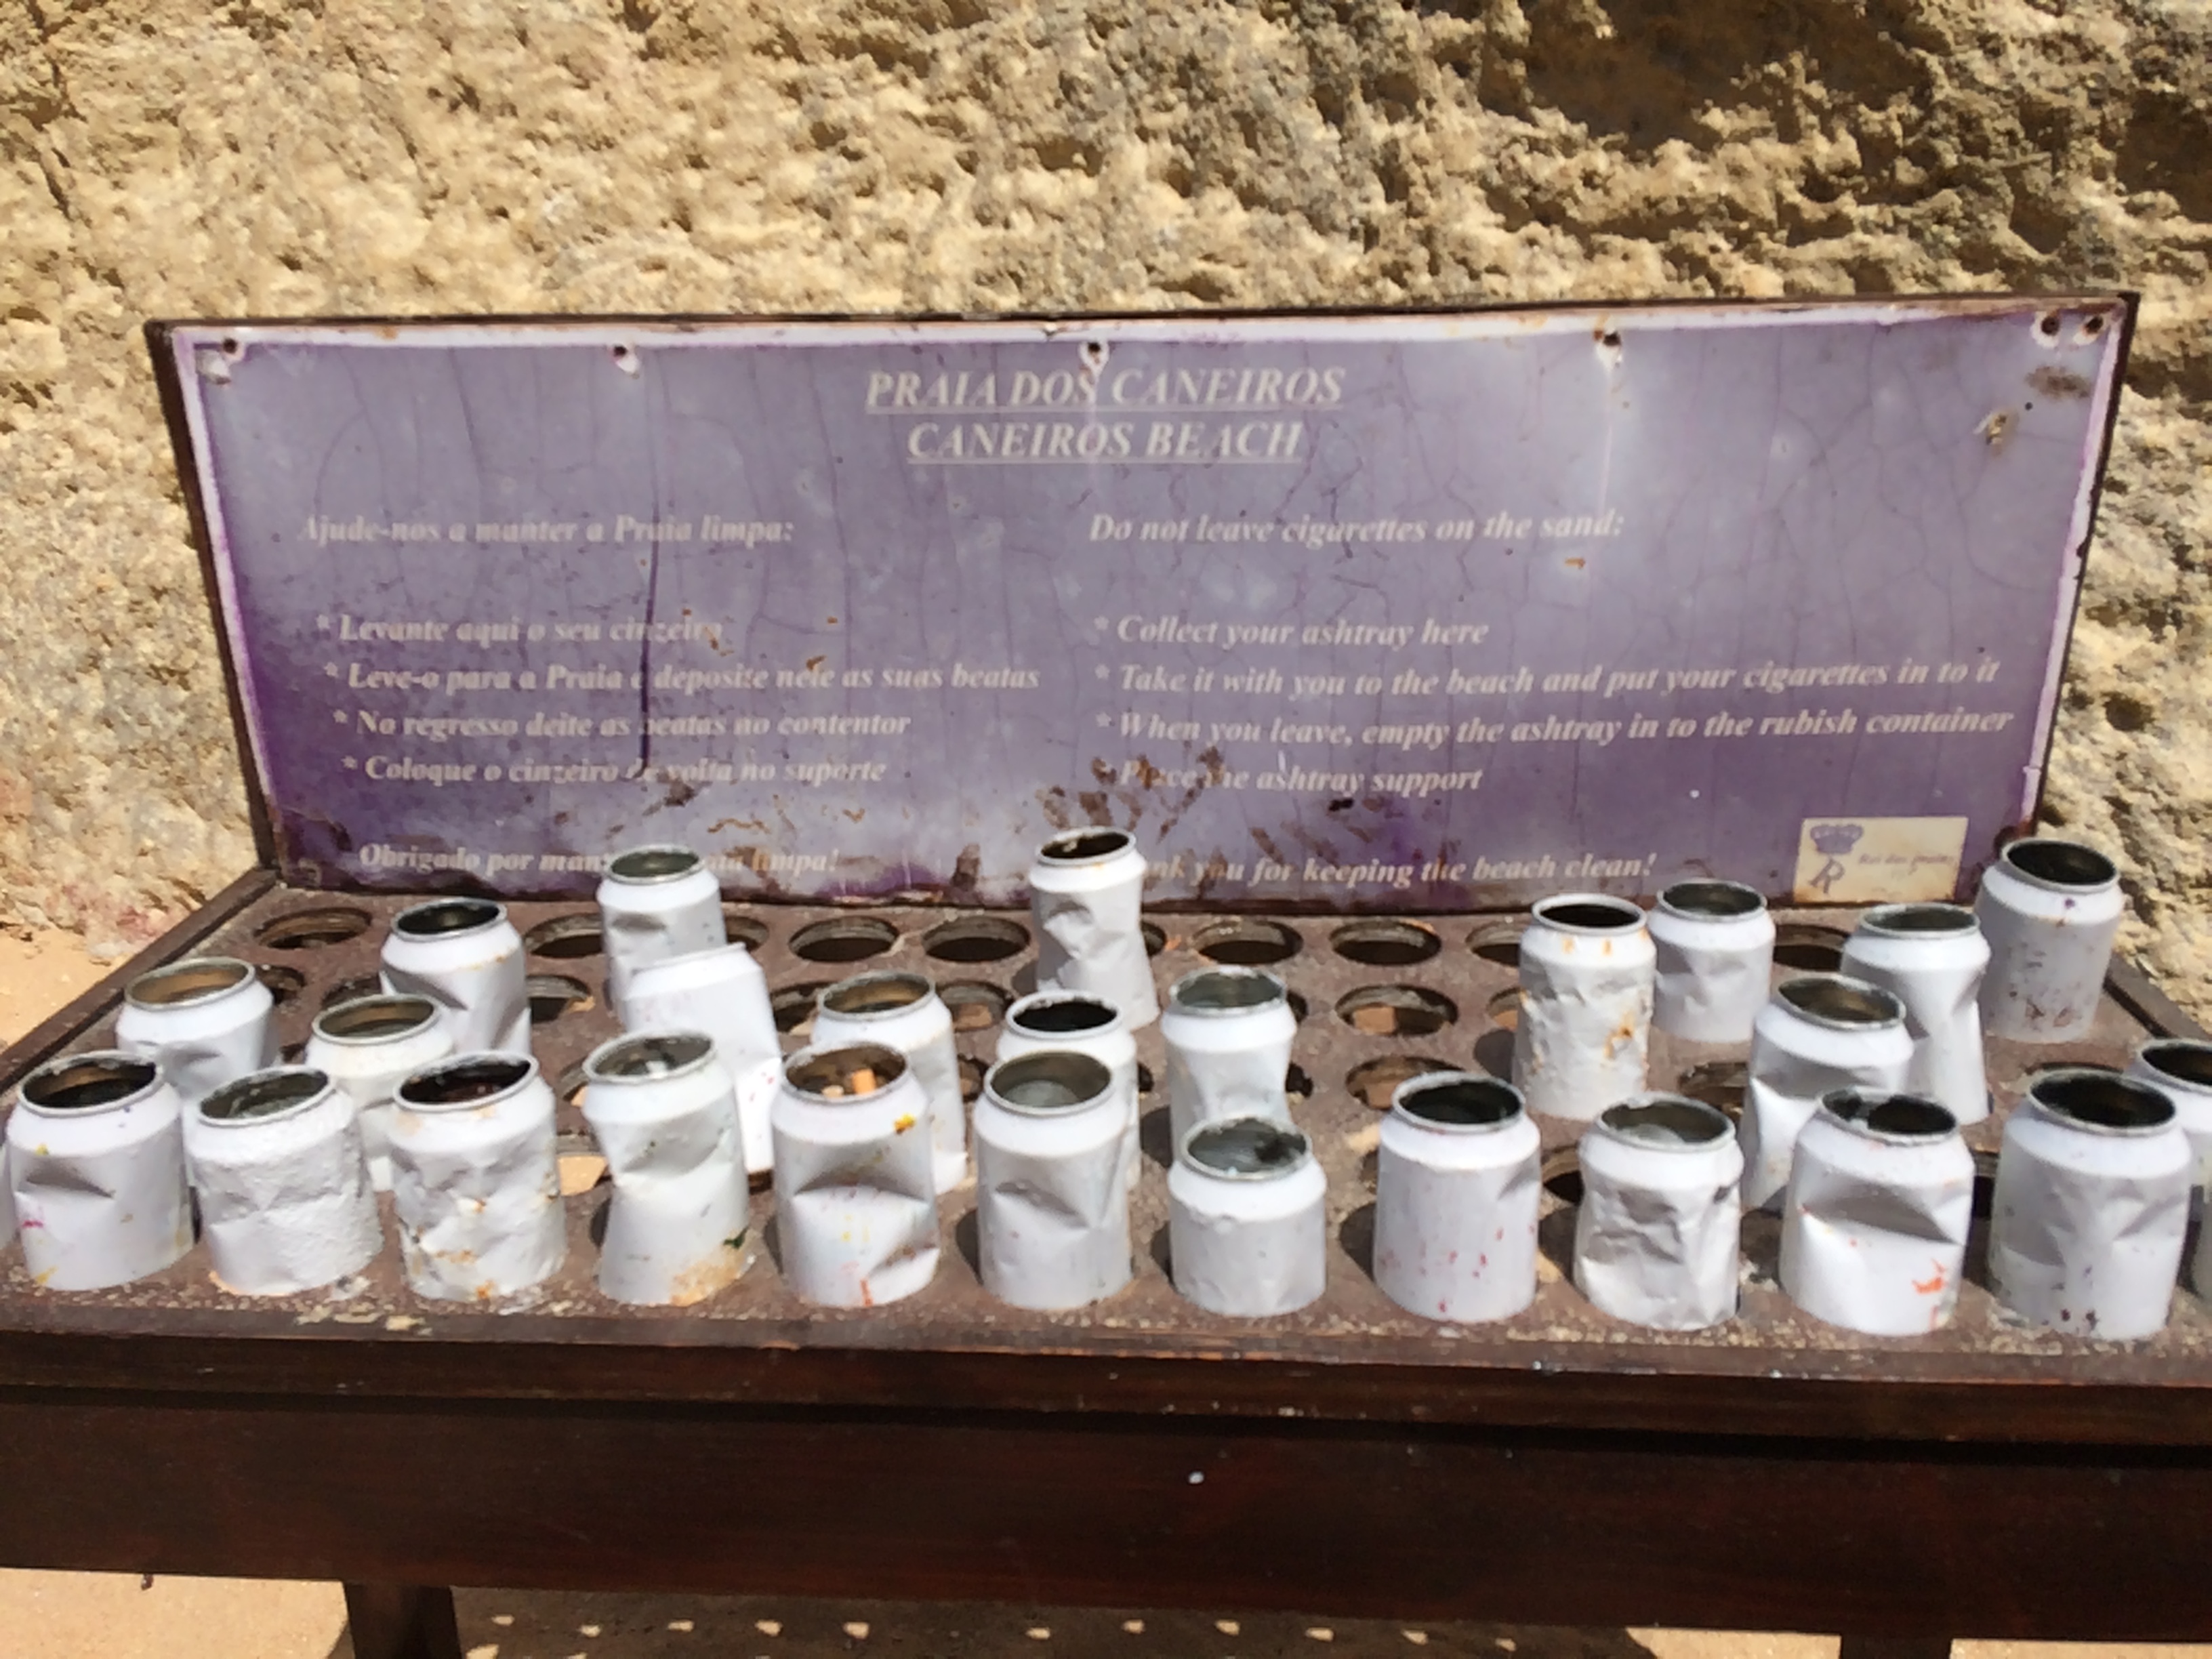 PRAIA DOS CANEIROS
CANEIROS BEACH
Ajude-nos a manter a Praia limpa:
* Levante aqui o seu cinzeiro
* Leve-o para a Praia e deposite nele as suas beatas
* No regresso deite as beatas no contentor
* Coloque o cinzeiro de volta no suporte
Obrigado por limpa!
Do not leave cigarettes on the sand:
* Collect your ashtray here
* Take it with you to the beach and put your cigarettes in to it
* When you leave, empty the ashtray in to the rubish container
* Place the ashtray support
you for keeping the beach clean!
R